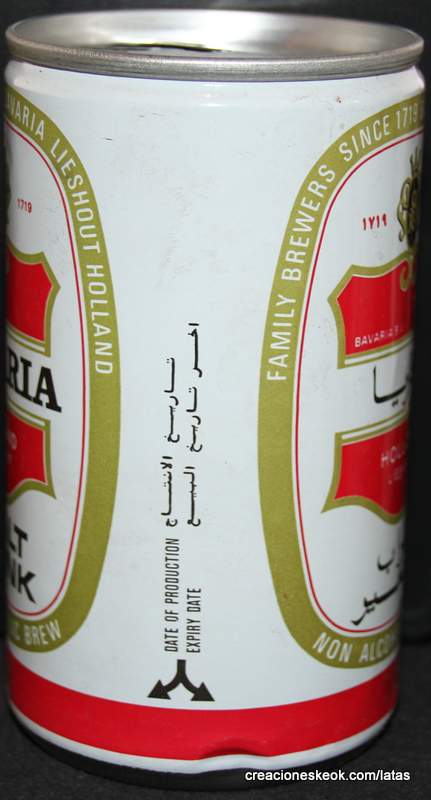 BAVARIA LIESHOUT HOLLAND
1719
RIA
LT
NK
BREW
تاريخ الانتاج
اخر تاريخ البيع
DATE OF PRODUCTION
EXPIRY DATE
FAMILY BREWERS SINCE 1719
١٧١٩
BAVARIA
NON ALCO
creacioneskeok.com/latas